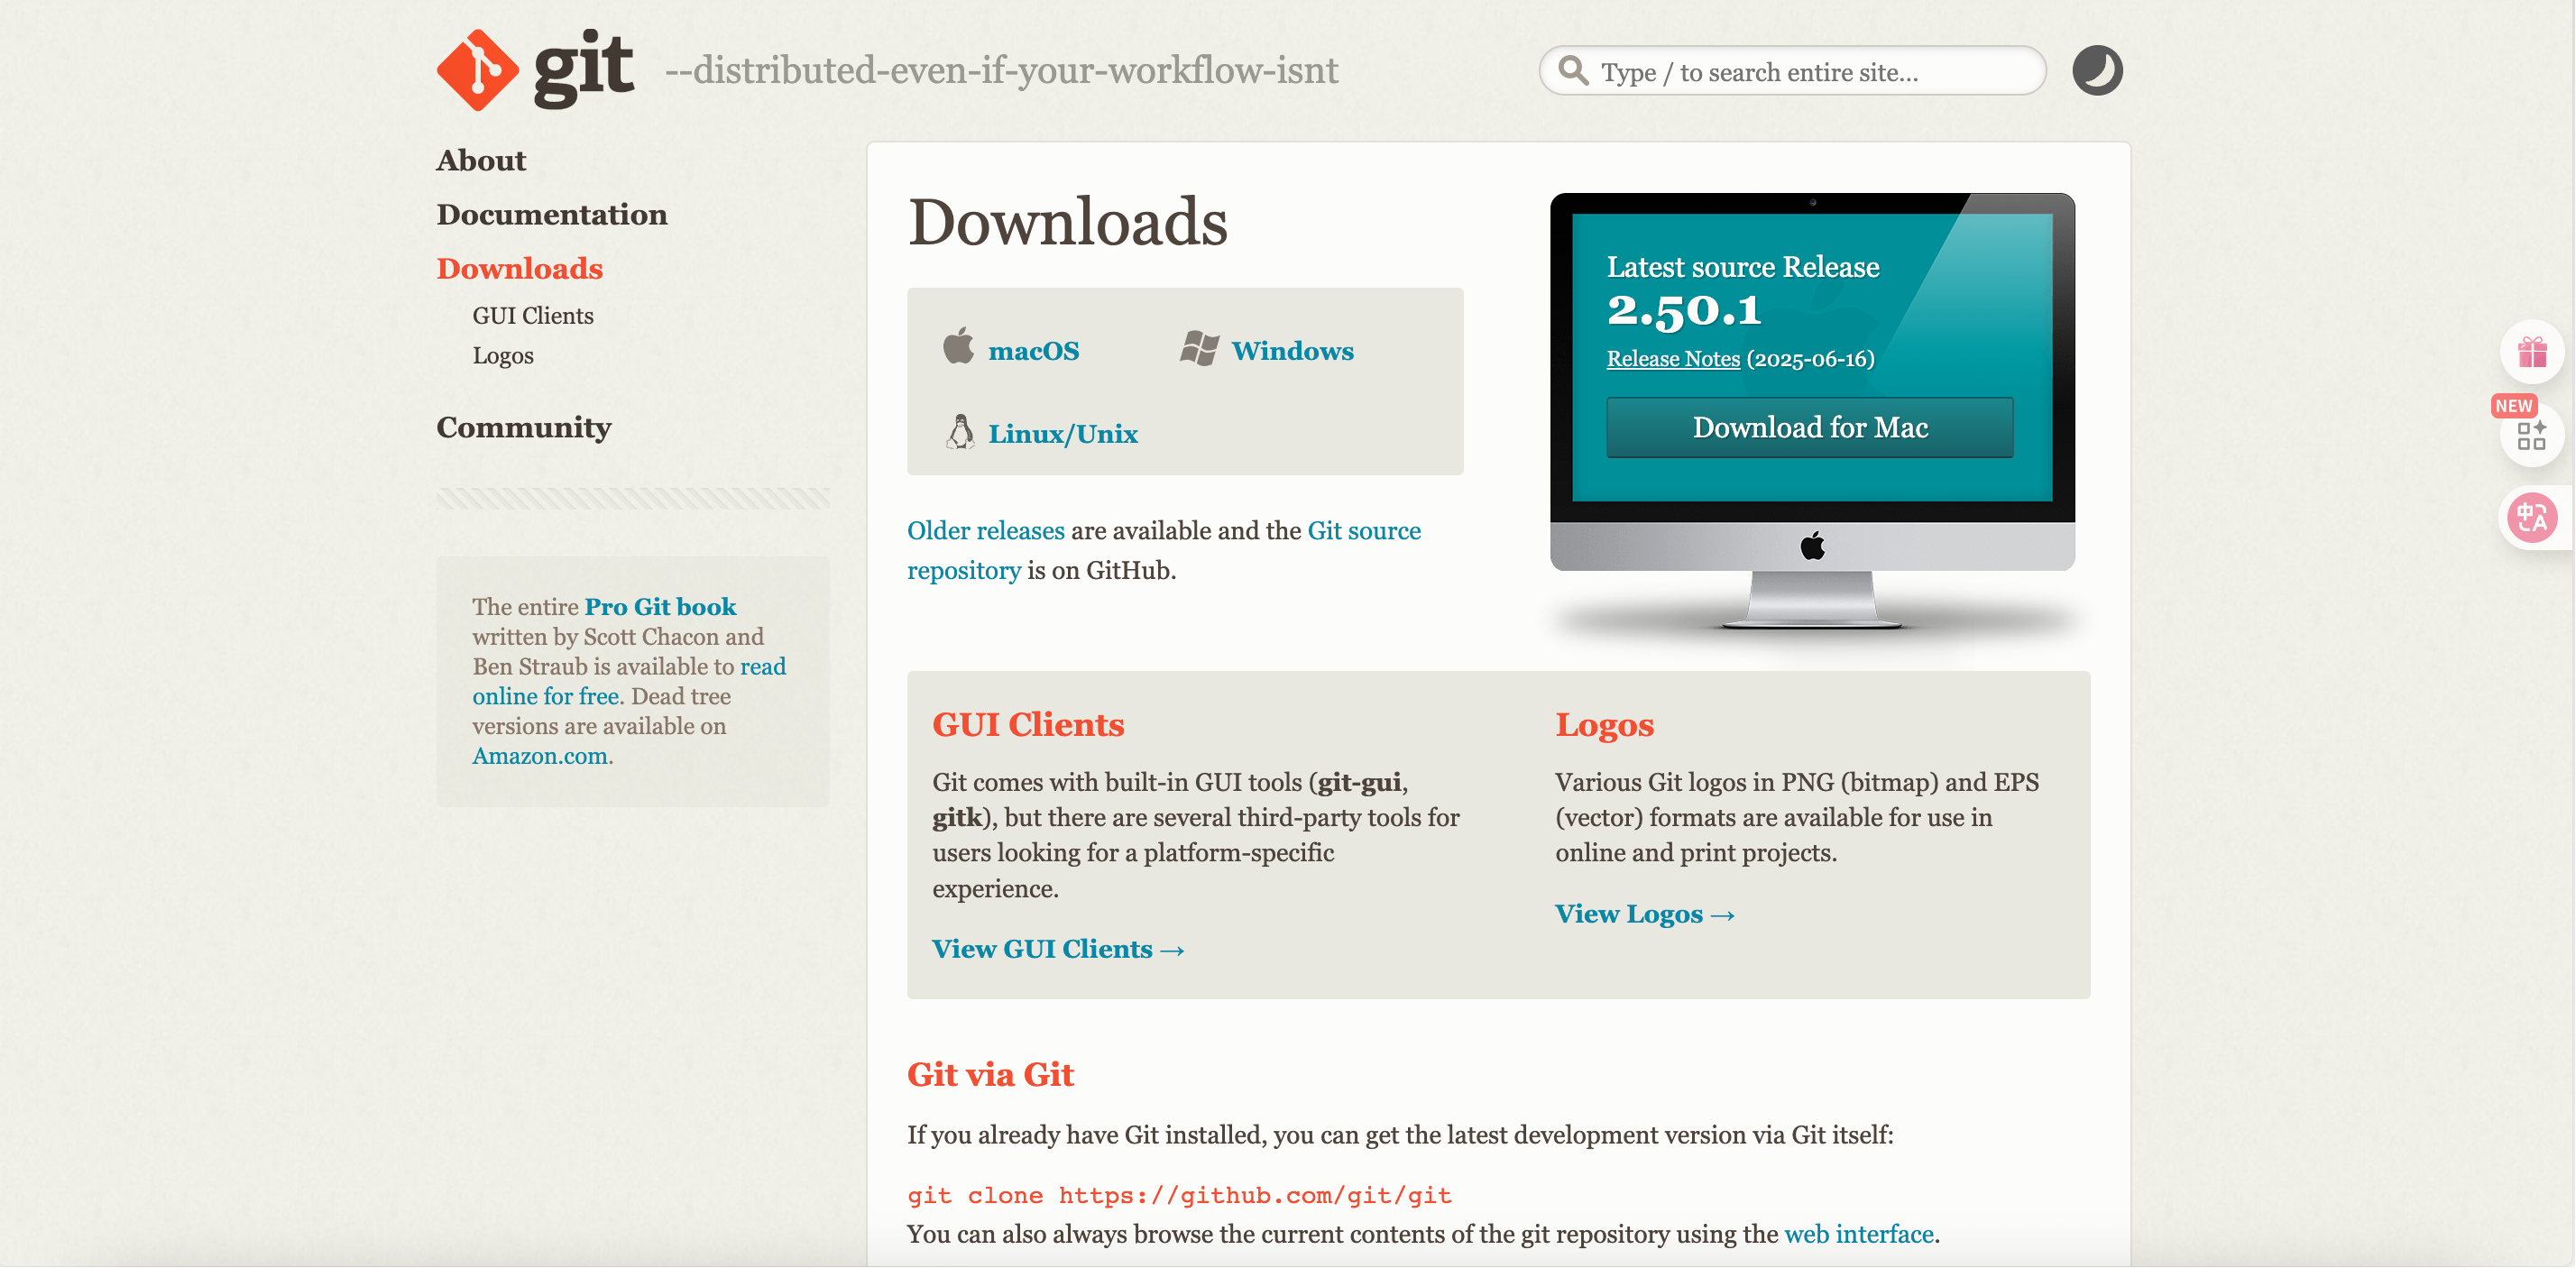 git --distributed-even-if-your-workflow-isnt
Type / to search entire site...
About
Documentation
Downloads
GUI Clients
Logos
Community
The entire Pro Git book
written by Scott Chacon and
Ben Straub is available to read
online for free. Dead tree
versions are available on
Amazon.com.
Downloads
macOS
Windows
Linux/Unix
Older releases are available and the Git source
repository is on GitHub.
Latest source Release
2.50.1
Release Notes (2025-06-16)
Download for Mac
GUI Clients
Git comes with built-in GUI tools (git-gui,
gitk), but there are several third-party tools for
users looking for a platform-specific
experience.
View GUI Clients →
Logos
Various Git logos in PNG (bitmap) and EPS
(vector) formats are available for use in
online and print projects.
View Logos →
Git via Git
If you already have Git installed, you can get the latest development version via Git itself:
git clone https://github.com/git/git
You can also always browse the current contents of the git repository using the web interface.
NEW
中A